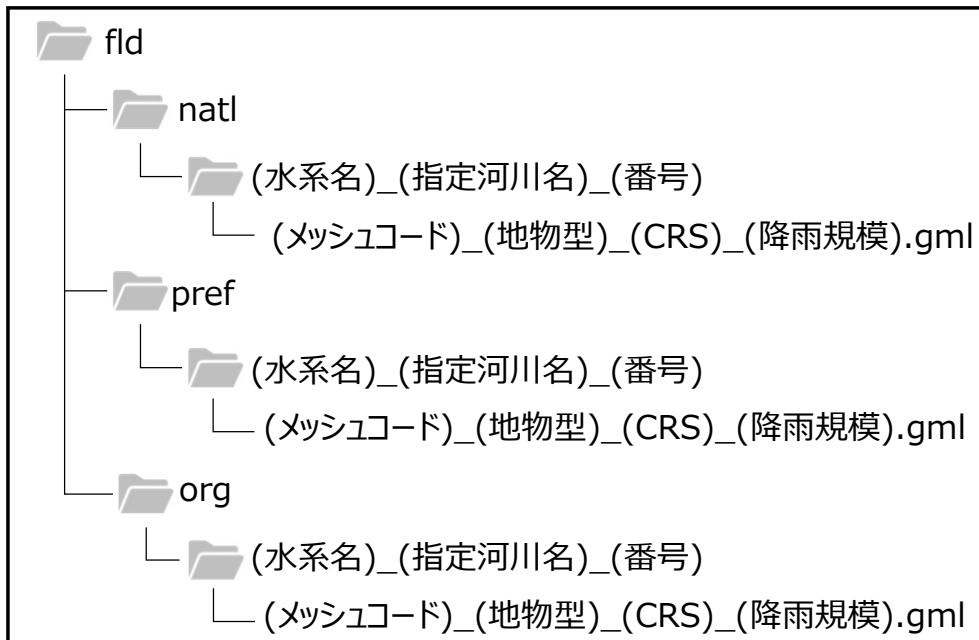 fld
natl
(水系名)_(指定河川名)_(番号)
(メッシュコード)_(地物型)_(CRS)_(降雨規模).gml
pref
(水系名)_(指定河川名)_(番号)
(メッシュコード)_(地物型)_(CRS)_(降雨規模).gml
org
(水系名)_(指定河川名)_(番号)
(メッシュコード)_(地物型)_(CRS)_(降雨規模).gml